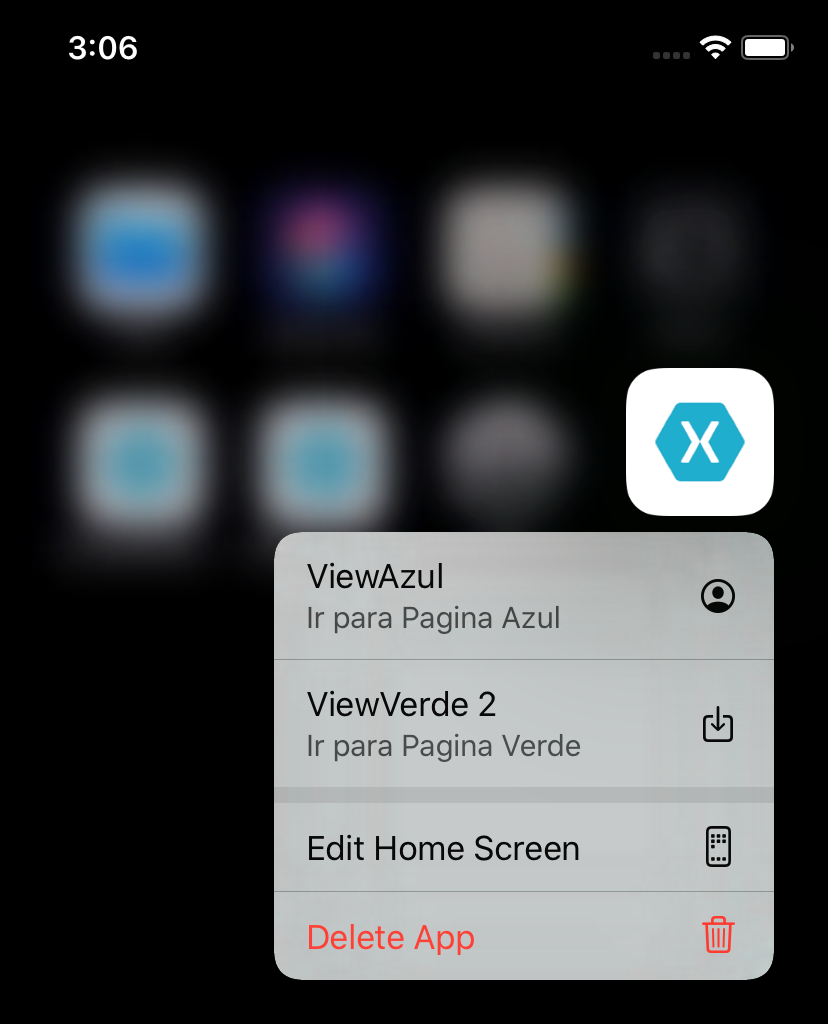 3:06
X
ViewAzul
Ir para Pagina Azul
ViewVerde 2
Ir para Pagina Verde
Edit Home Screen
Delete App